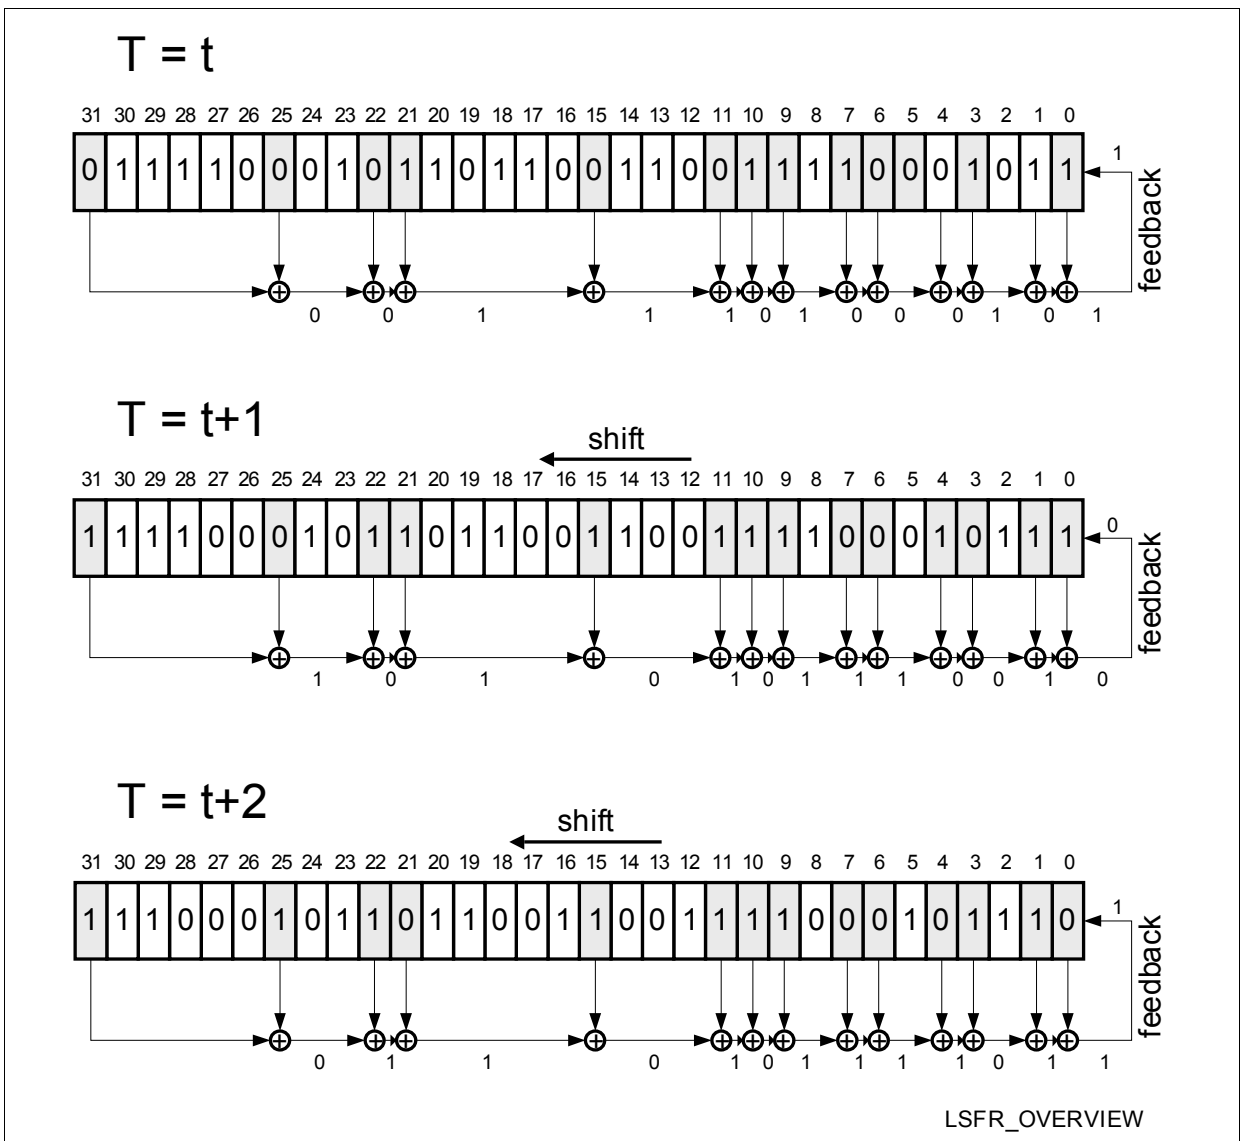 T = t
31 30 29 28 27 26 25 24 23 22 21 20 19 18 17 16 15 14 13 12 11 10 9 8 7 6 5 4 3 2 1 0
0 1 1 1 1 0 0 0 1 0 1 1 0 1 1 0 0 1 1 0 0 1 1 1 1 0 0 0 1 0 1 1 1
feedback
0 0 1 1 1 0 1 0 0 0 1 0 1
T = t+1
shift
31 30 29 28 27 26 25 24 23 22 21 20 19 18 17 16 15 14 13 12 11 10 9 8 7 6 5 4 3 2 1 0
1 1 1 1 0 0 0 1 0 1 1 0 1 1 0 0 1 1 0 0 1 1 1 1 0 0 0 1 0 1 1 1 0
feedback
1 0 1 0 1 0 1 1 1 0 0 1 0
T = t+2
shift
31 30 29 28 27 26 25 24 23 22 21 20 19 18 17 16 15 14 13 12 11 10 9 8 7 6 5 4 3 2 1 0
1 1 1 0 0 0 1 0 1 1 0 1 1 0 0 1 1 0 0 1 1 1 1 0 0 0 1 0 1 1 1 0 1
feedback
0 1 1 0 1 0 1 1 1 1 0 1 1
LSFR_OVERVIEW